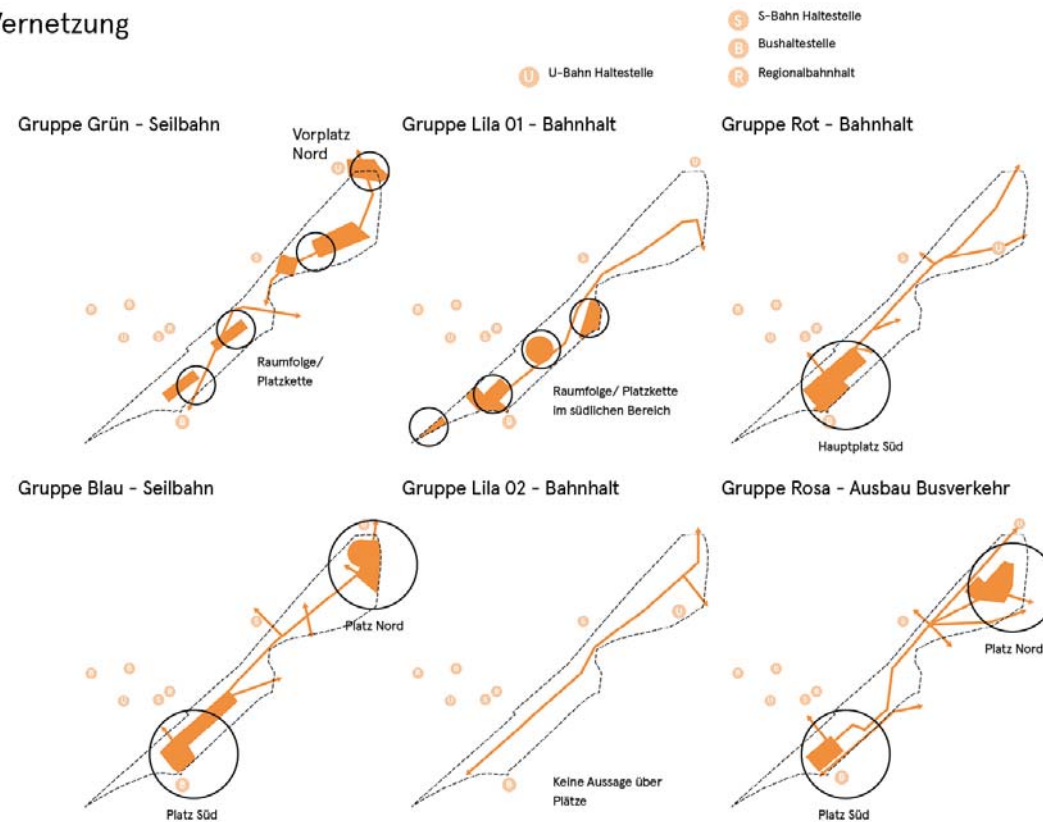 Vernetzung
S S-Bahn Haltestelle
B Bushaltestelle
U U-Bahn Haltestelle
R Regionalbahnhalt
Gruppe Grün - Seilbahn
Vorplatz
Nord
U
S
B
B
U
S
R
Raumfolge/
Platzkette
B
Gruppe Lila 01 - Bahnhalt
U
S
B
B
U
S
R
Raumfolge/ Platzkette
im südlichen Bereich
B
Gruppe Rot - Bahnhalt
U
S
B
B
U
S
R
B
Hauptplatz Süd
Gruppe Blau - Seilbahn
U
S
Platz Nord
B
B
U
S
R
B
Platz Süd
Gruppe Lila 02 - Bahnhalt
U
S
B
B
U
S
R
B
Keine Aussage über
Plätze
Gruppe Rosa - Ausbau Busverkehr
U
S
Platz Nord
B
B
U
S
R
B
Platz Süd